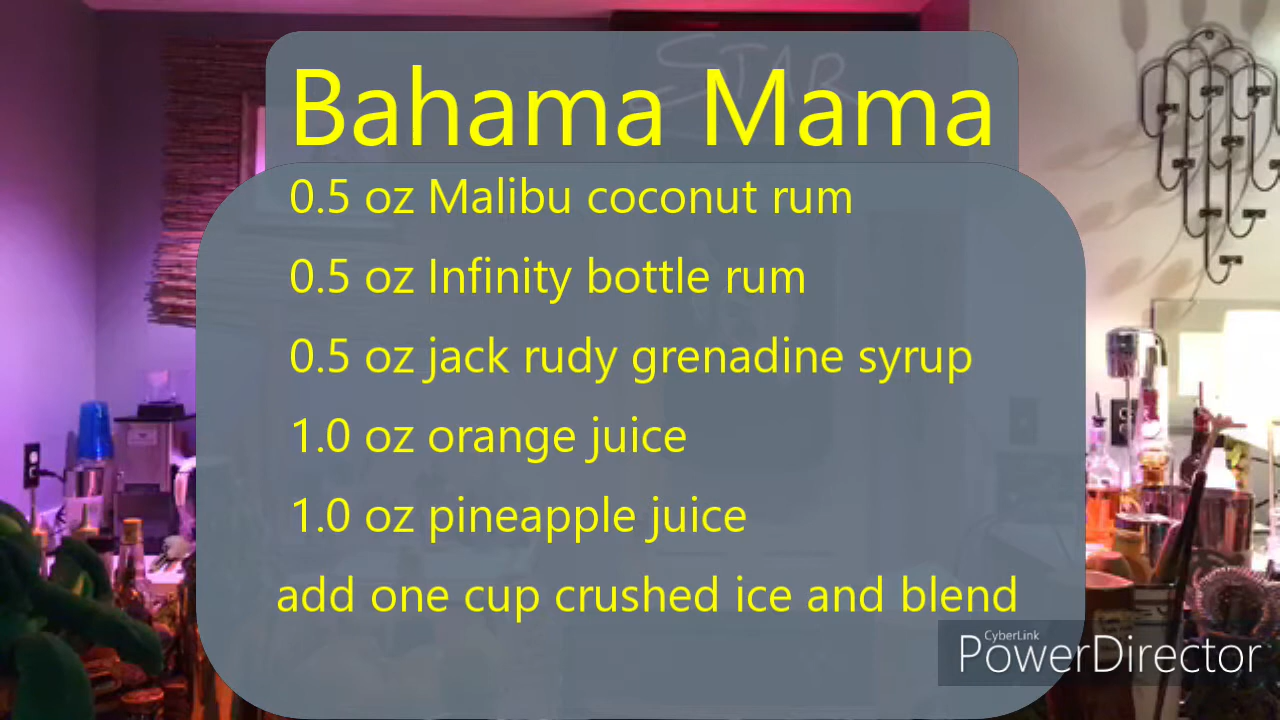 STAR
Bahama Mama
0.5 oz Malibu coconut rum
0.5 oz Infinity bottle rum
0.5 oz jack rudy grenadine syrup
1.0 oz orange juice
1.0 oz pineapple juice
add one cup crushed ice and blend
CyberLink
PowerDirector